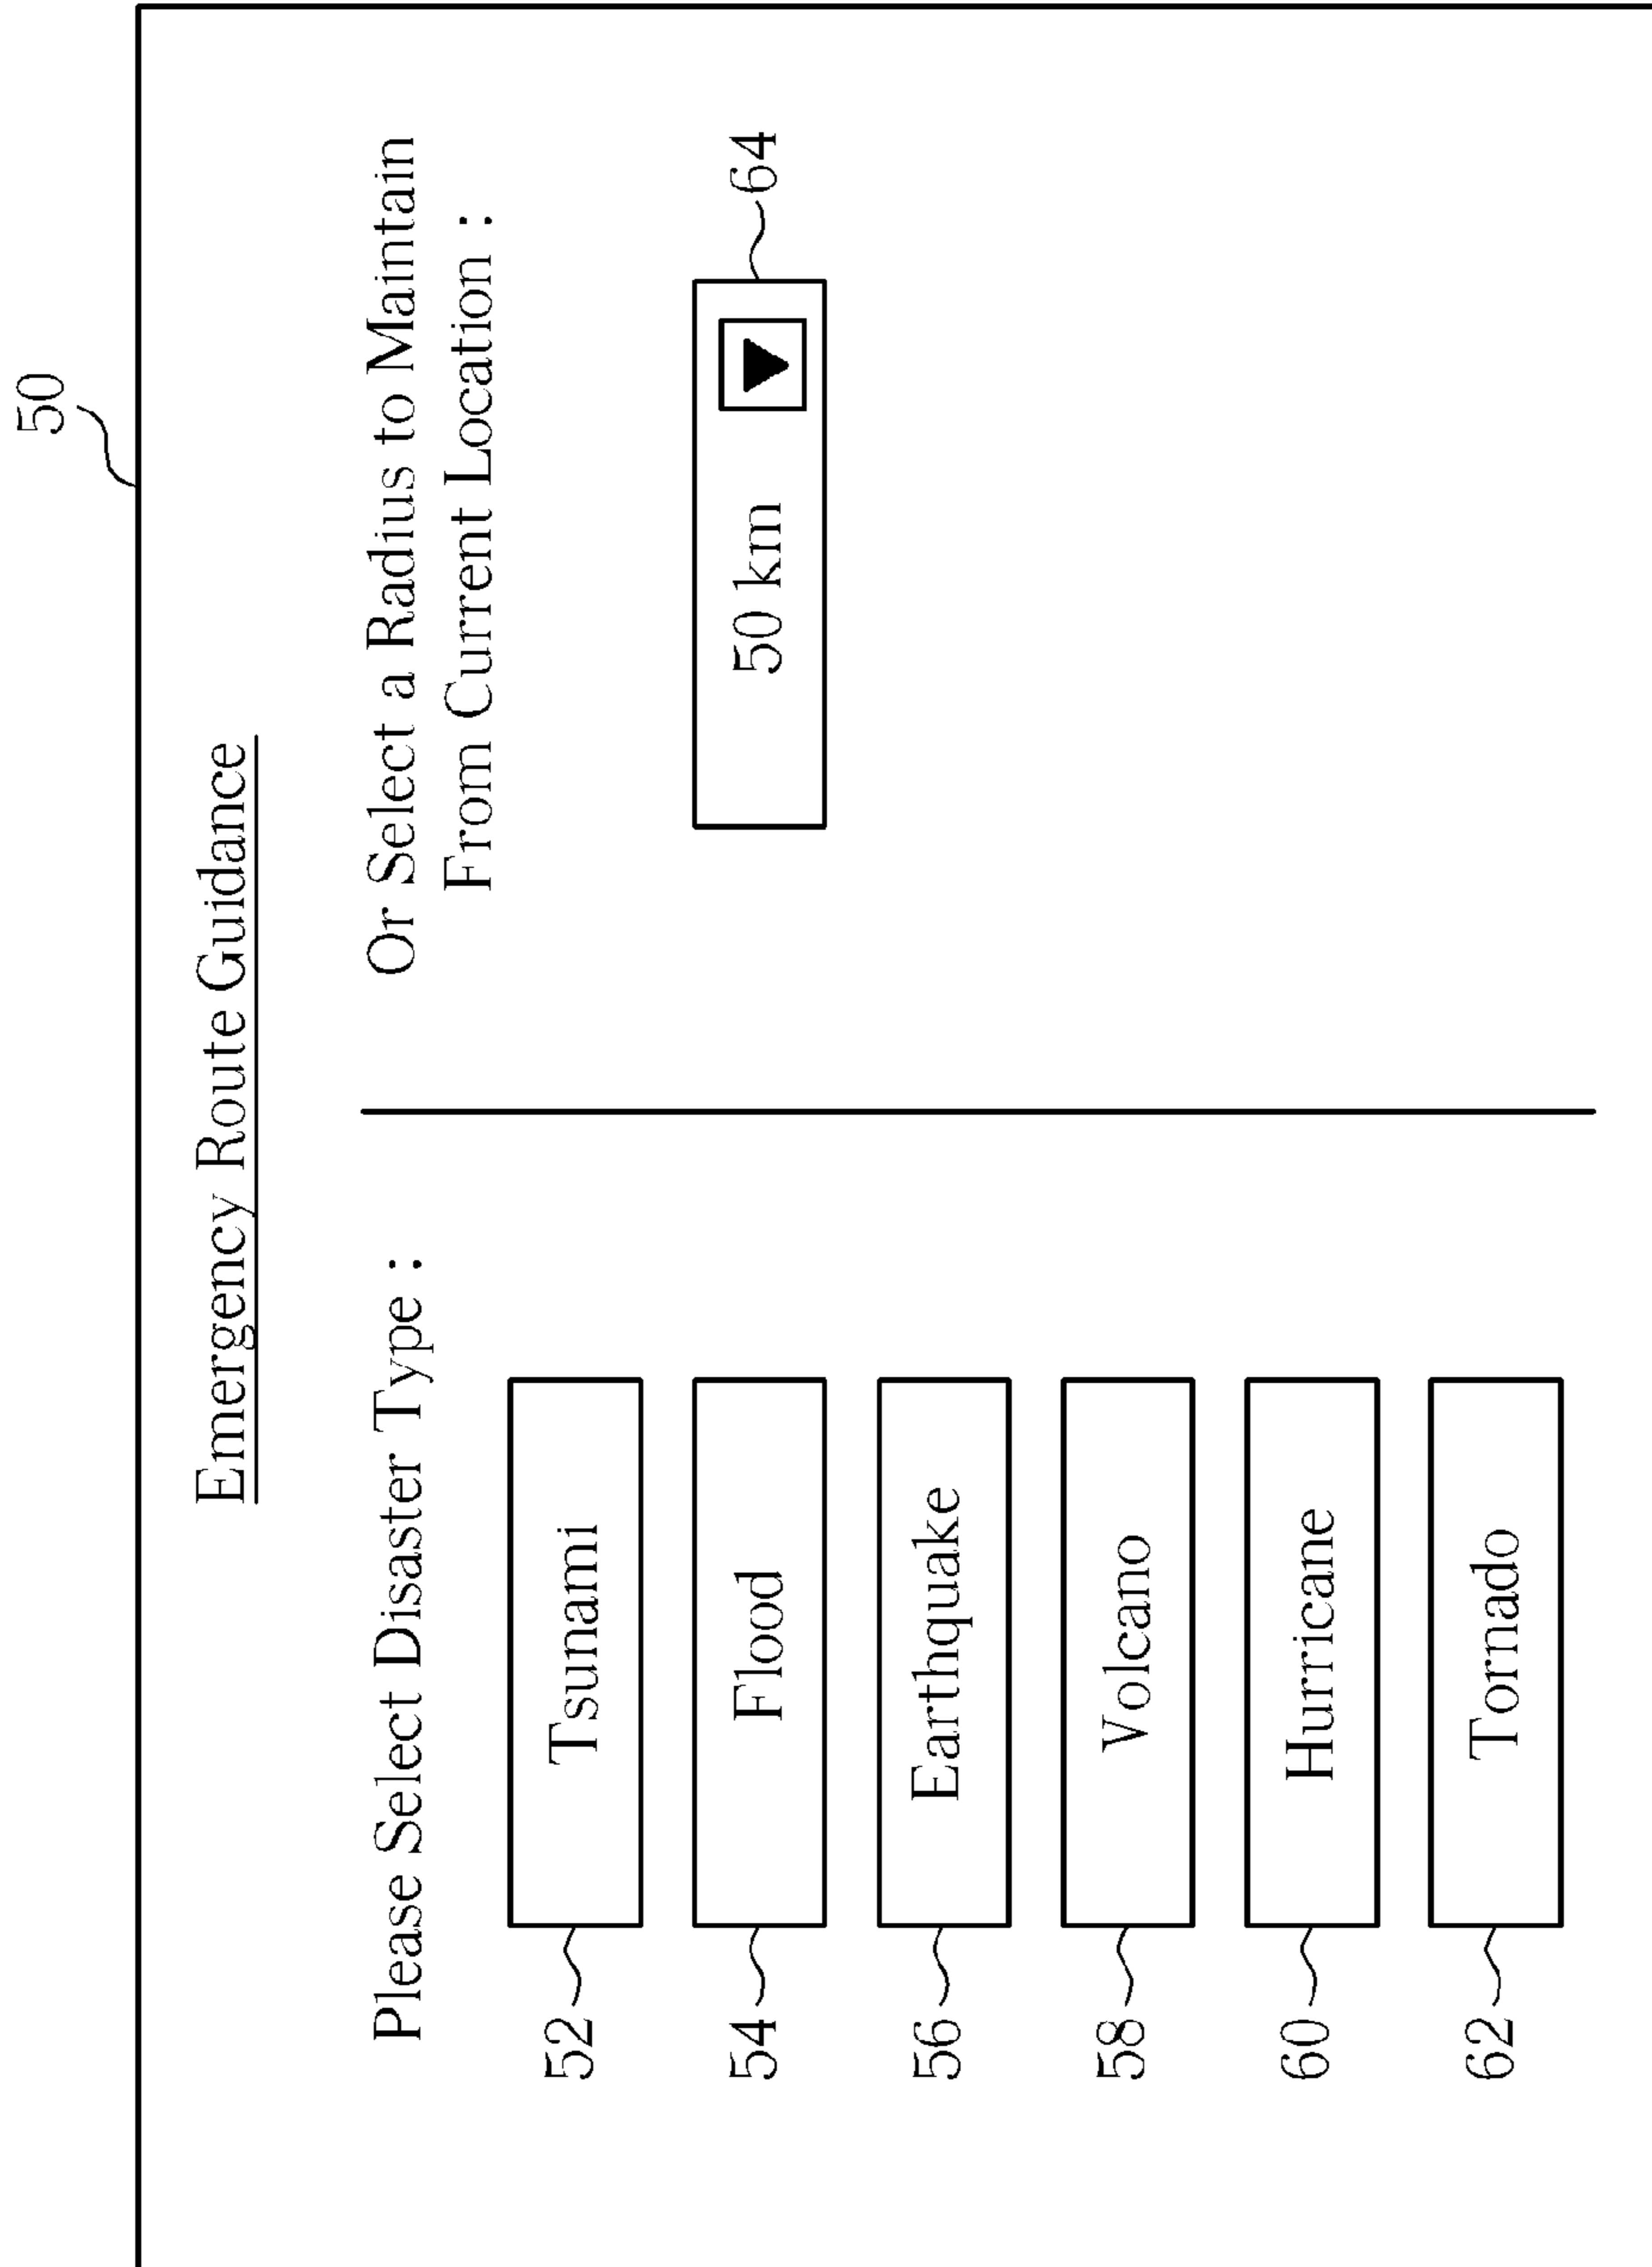 50
Emergency Route Guidance
Please Select Disaster Type :
52 Tsunami
54 Flood
56 Earthquake
58 Volcano
60 Hurricane
62 Tornado
Or Select a Radius to Maintain
From Current Location :
50 km 64